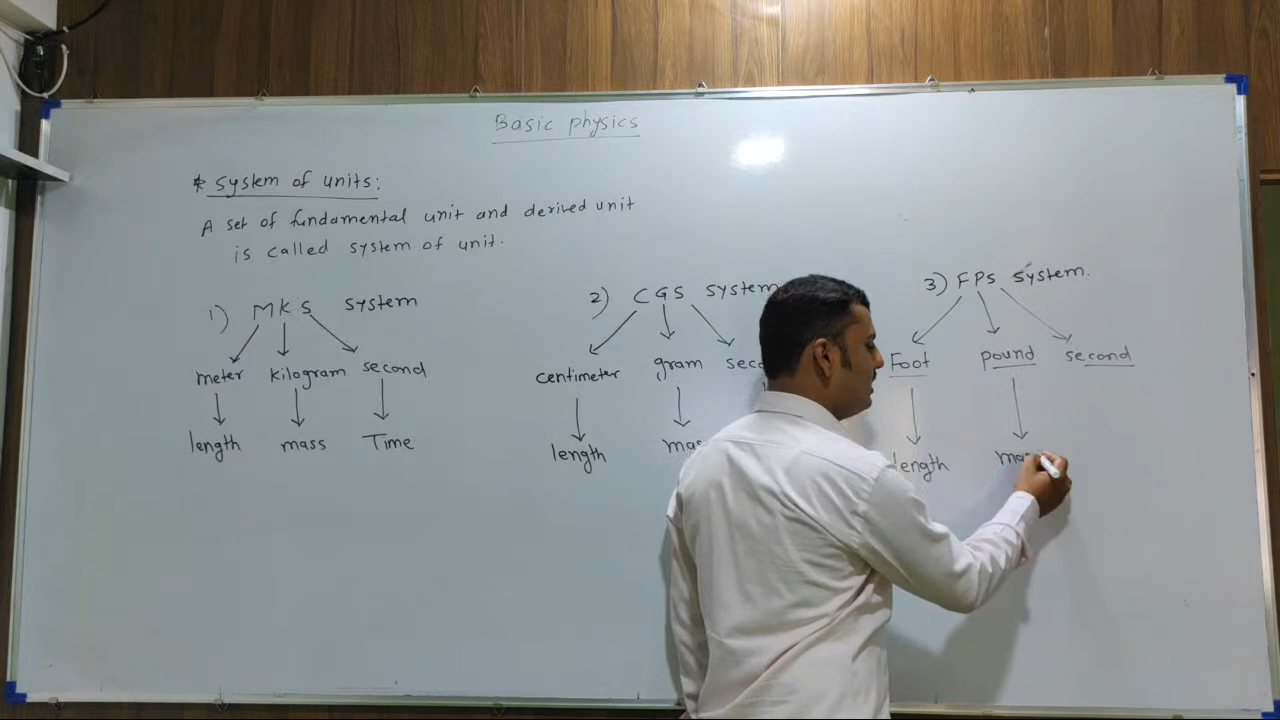 Basic physics
* system of units:
A set of fundamental unit and derived unit
is called system of unit.
1) MKS system
meter kilogram second
length mass Time
2) CGS system
centimeter gram
length
3) FPS system.
Foot pound second
length